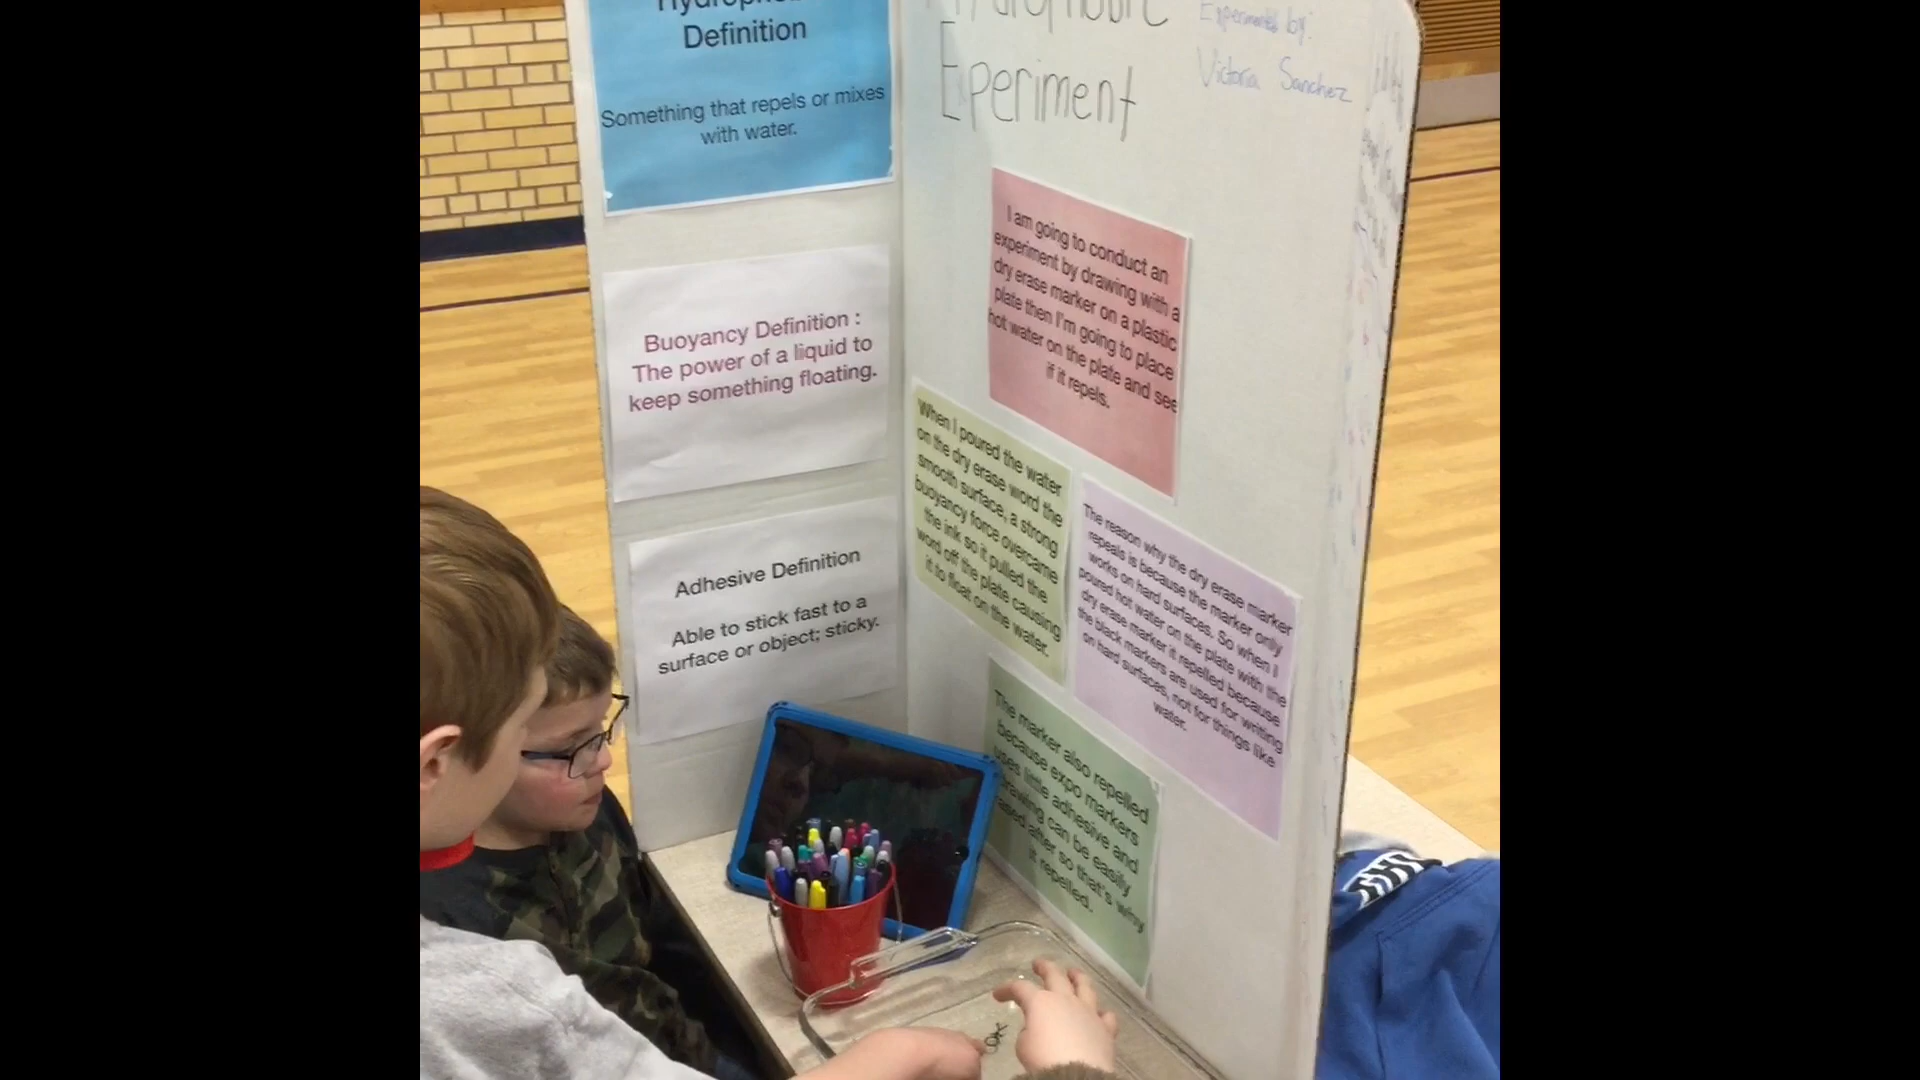 Definition
Something that repels or mixes
with water.
Buoyancy Definition :
The power of a liquid to
keep something floating.
Adhesive Definition
Able to stick fast to a
surface or object; sticky.
Eperiment
Experiments by:
Victoria Sanchez
I am going to conduct an
experiment by drawing with a
dry erase marker on a plastic
plate then I'm going to place
hot water on the plate and see
if it repels.
When I poured the water
on the dry erase word the
smooth surface, a strong
buoyancy force overcame
the ink so it pulled the
word off the plate causing
it to float on the water.
The reason why the dry erase marker
repeals is because the marker only
works on hard surfaces. So when I
poured hot water on the plate with the
dry erase marker it repelled because
the black markers are used for writting
on hard surfaces, not for things like
water.
The marker also repelled
because expo markers
uses little adhesive and
drawing can be easily
after so that's why
it repelled.